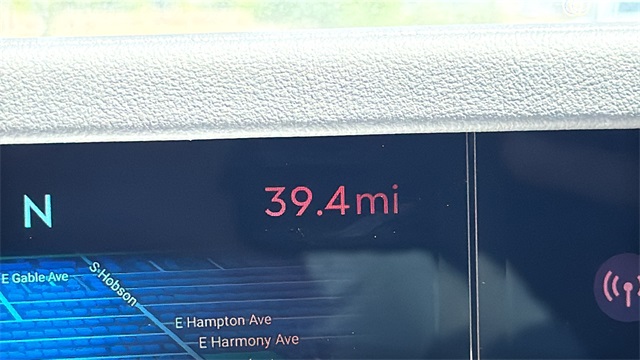 N
39.4mi
E Gable Ave
S Hobson
E Hampton Ave
E Harmony Ave